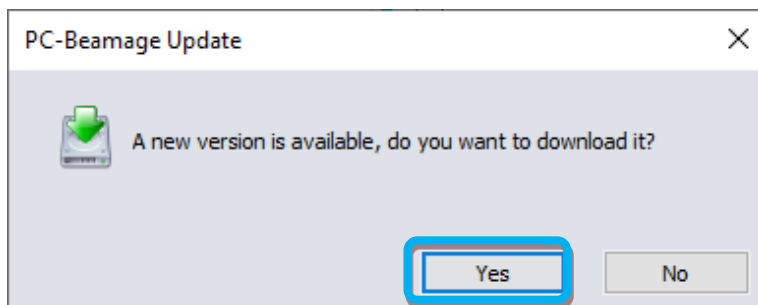 PC-Beamage Update
A new version is available, do you want to download it?
Yes
No